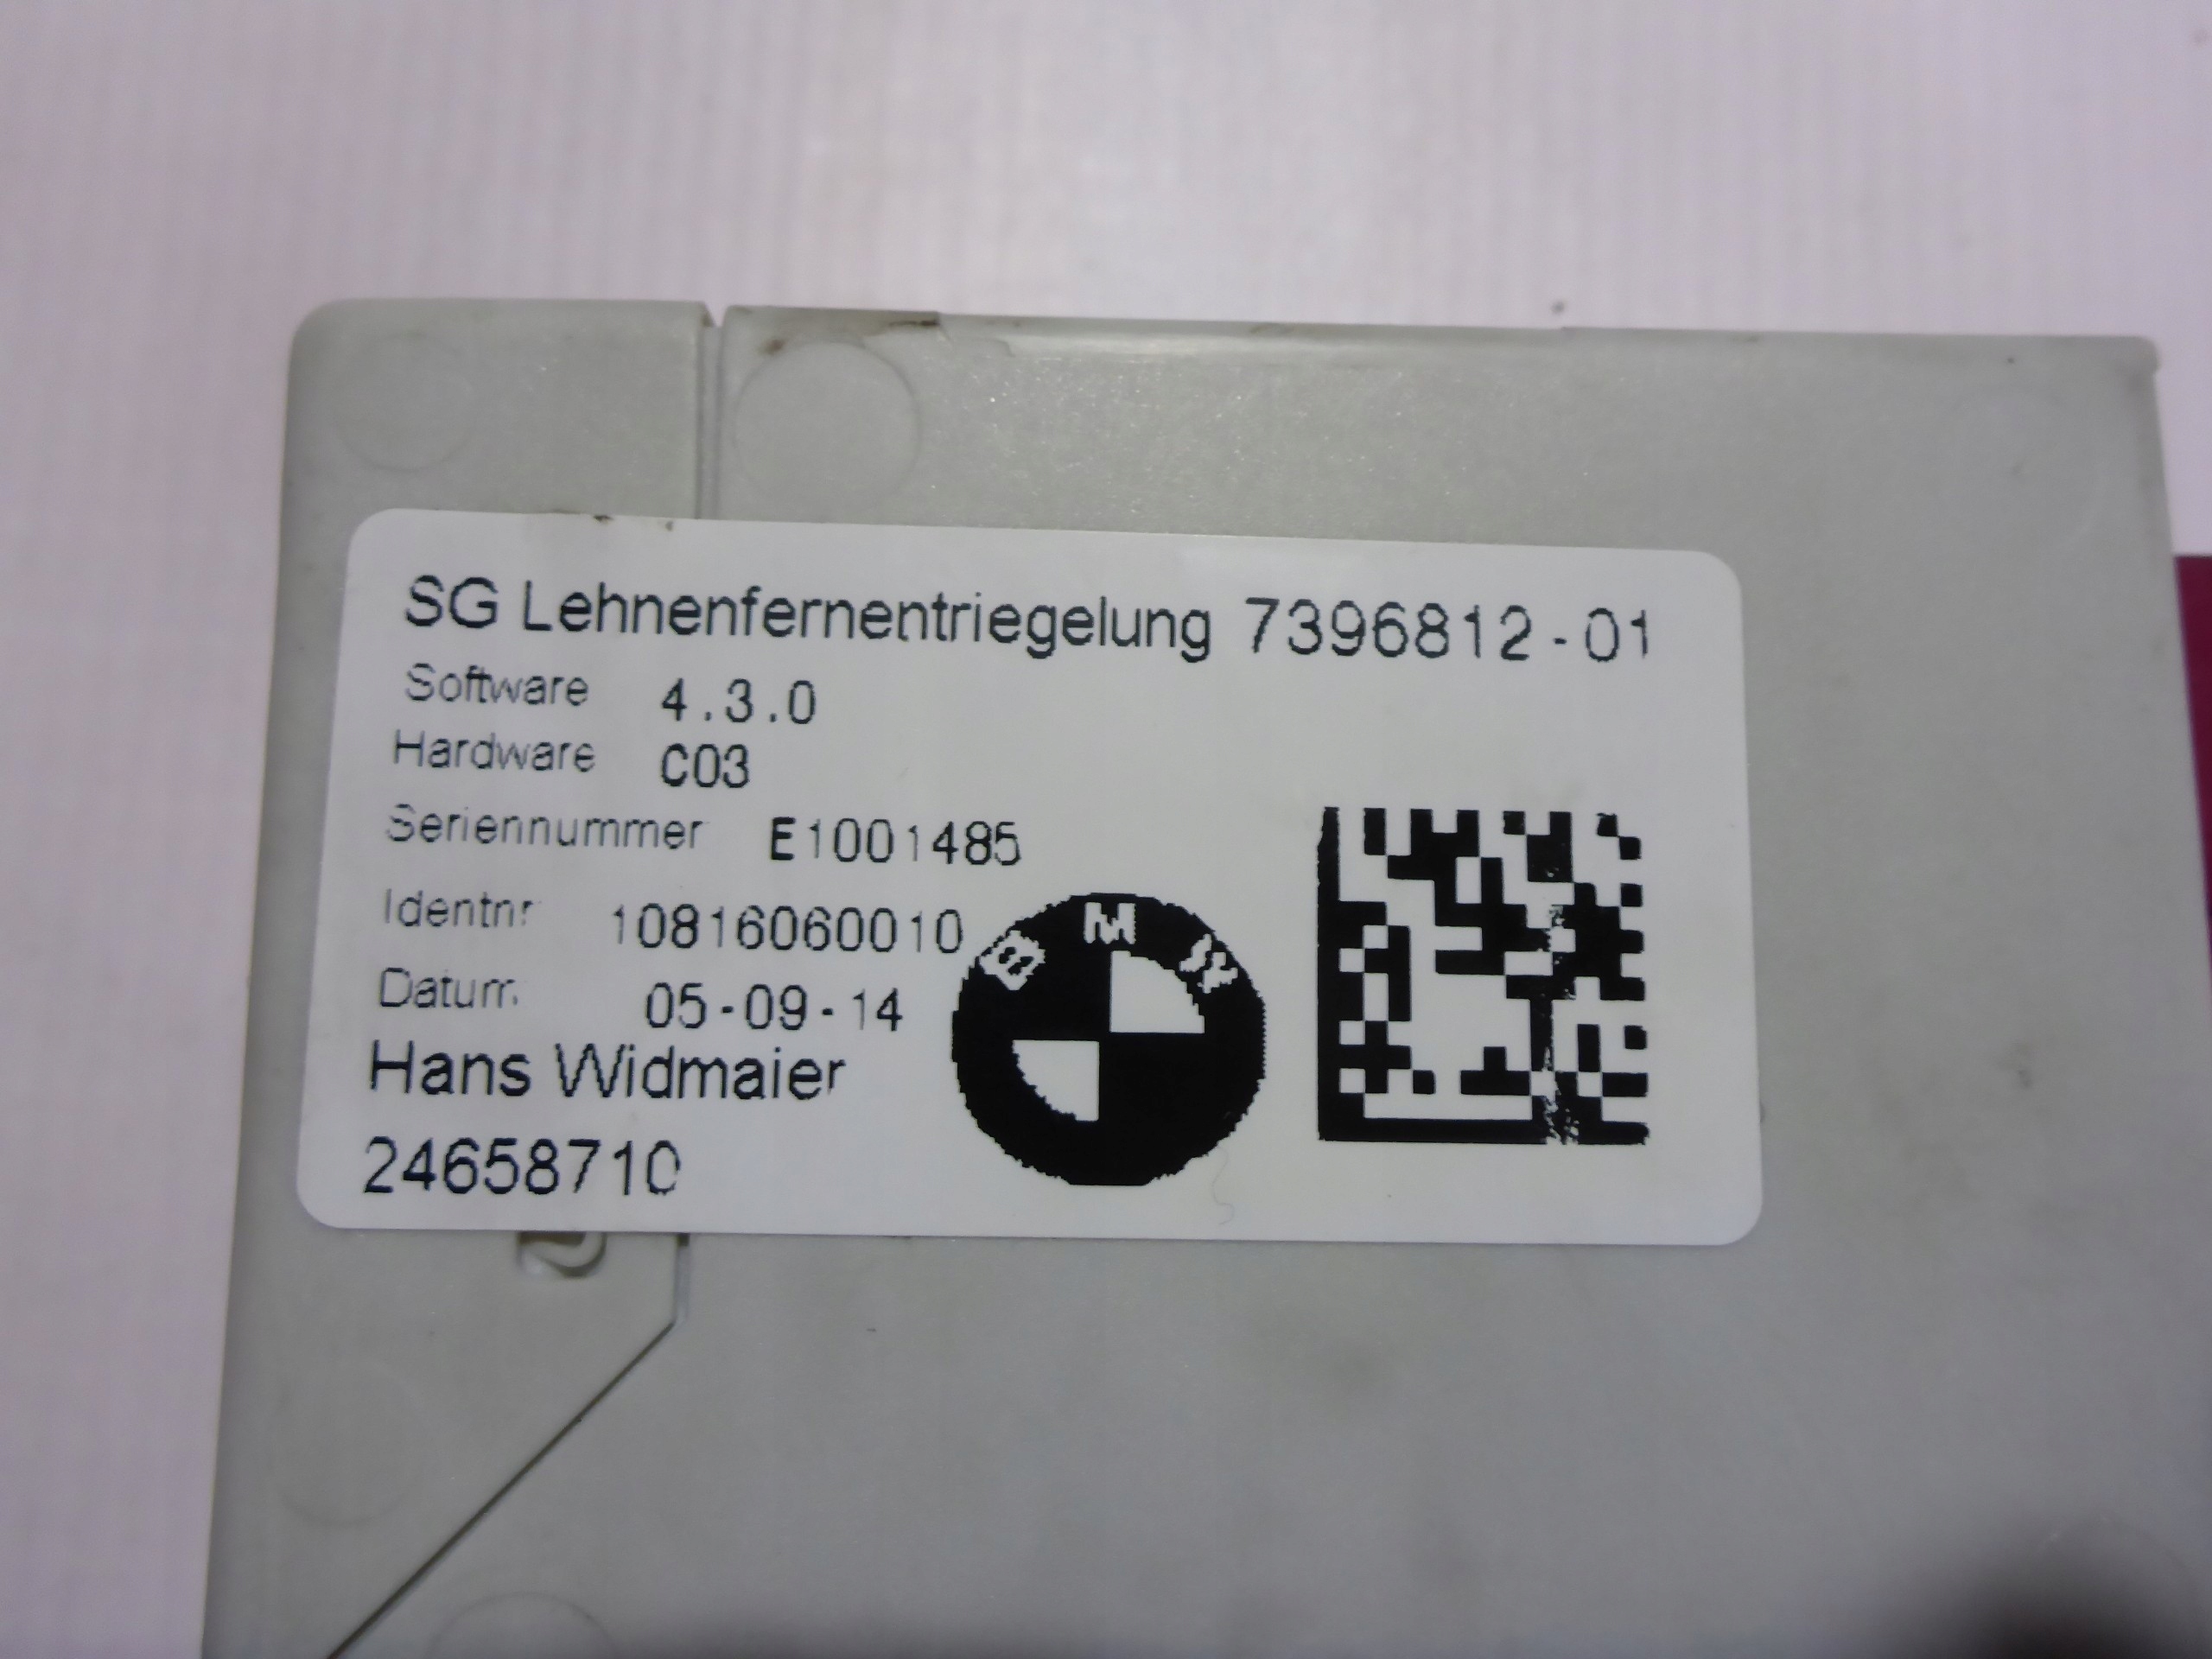 SG Lehnenfernentriegelung 7396812-01
Software 4.3.0
Hardware C03
Seriennummer E1001485
Identnr 10816060010
Datum 05-09-14
Hans Widmaier
24658710
BMW